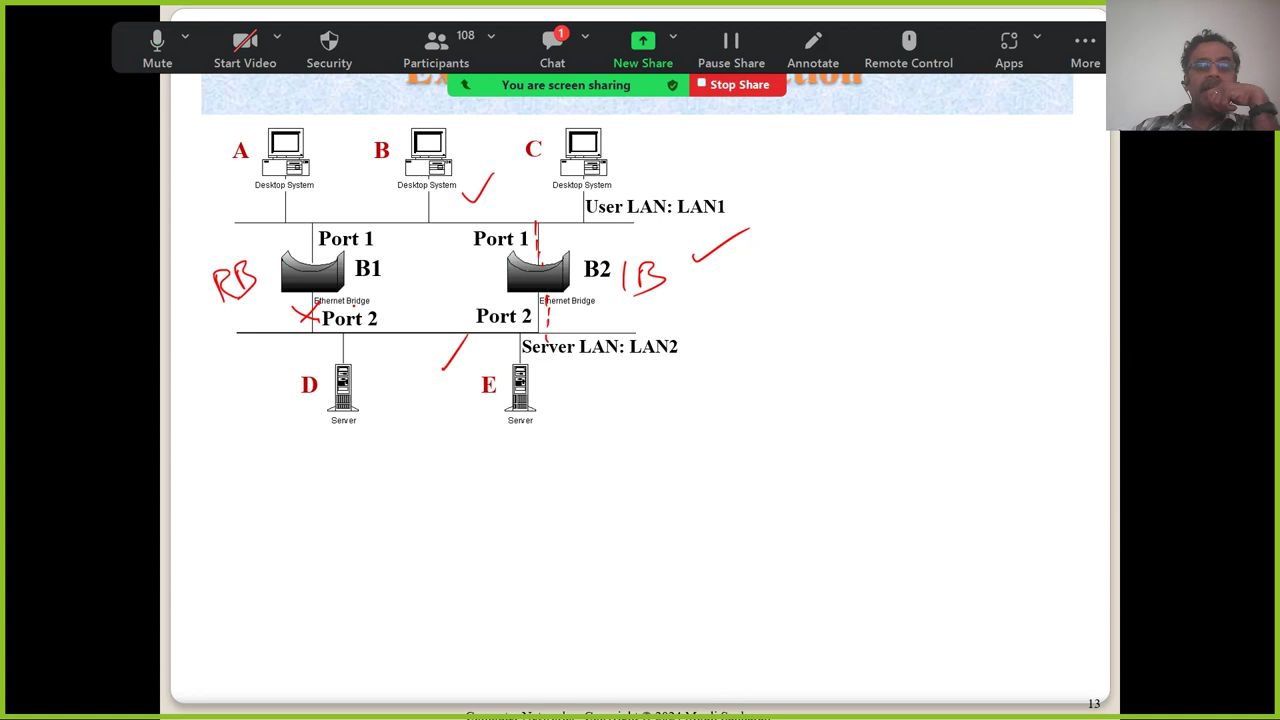 Mute
Start Video
Security
Participants 108
Chat 1
New Share
Pause Share
Annotate
Remote Control
Apps
More
You are screen sharing
Stop Share
A
B
C
Desktop System
Desktop System
Desktop System
User LAN: LAN1
Port 1
Port 1
RB
B1
B2
IB
Ethernet Bridge
Ethernet Bridge
Port 2
Port 2
Server LAN: LAN2
D
E
Server
Server
13